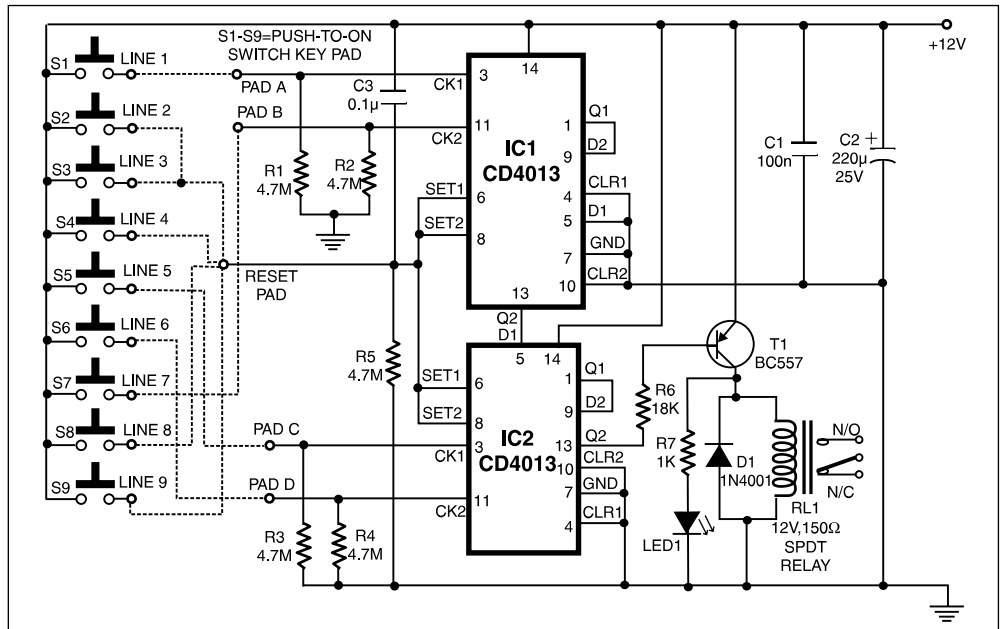 S1-S9=PUSH-TO-ON
SWITCH KEY PAD
+12V
S1
LINE 1
S2
LINE 2
S3
LINE 3
S4
LINE 4
S5
LINE 5
S6
LINE 6
S7
LINE 7
S8
LINE 8
S9
LINE 9
PAD A
PAD B
RESET
PAD
PAD C
PAD D
C3
0.1µ
R1
4.7M
R2
4.7M
R5
4.7M
R3
4.7M
R4
4.7M
CK1
CK2
SET1
SET2
3
11
6
8
14
IC1
CD4013
1
9
4
5
7
10
13
Q1
D2
CLR1
D1
GND
CLR2
Q2
D1
5
14
SET1
SET2
CK1
CK2
6
8
3
11
IC2
CD4013
1
9
13
10
7
4
Q1
D2
Q2
CLR2
GND
CLR1
C1
100n
C2
+
220µ
25V
T1
BC557
R6
18K
R7
1K
D1
1N4001
LED1
N/O
N/C
RL1
12V,150Ω
SPDT
RELAY